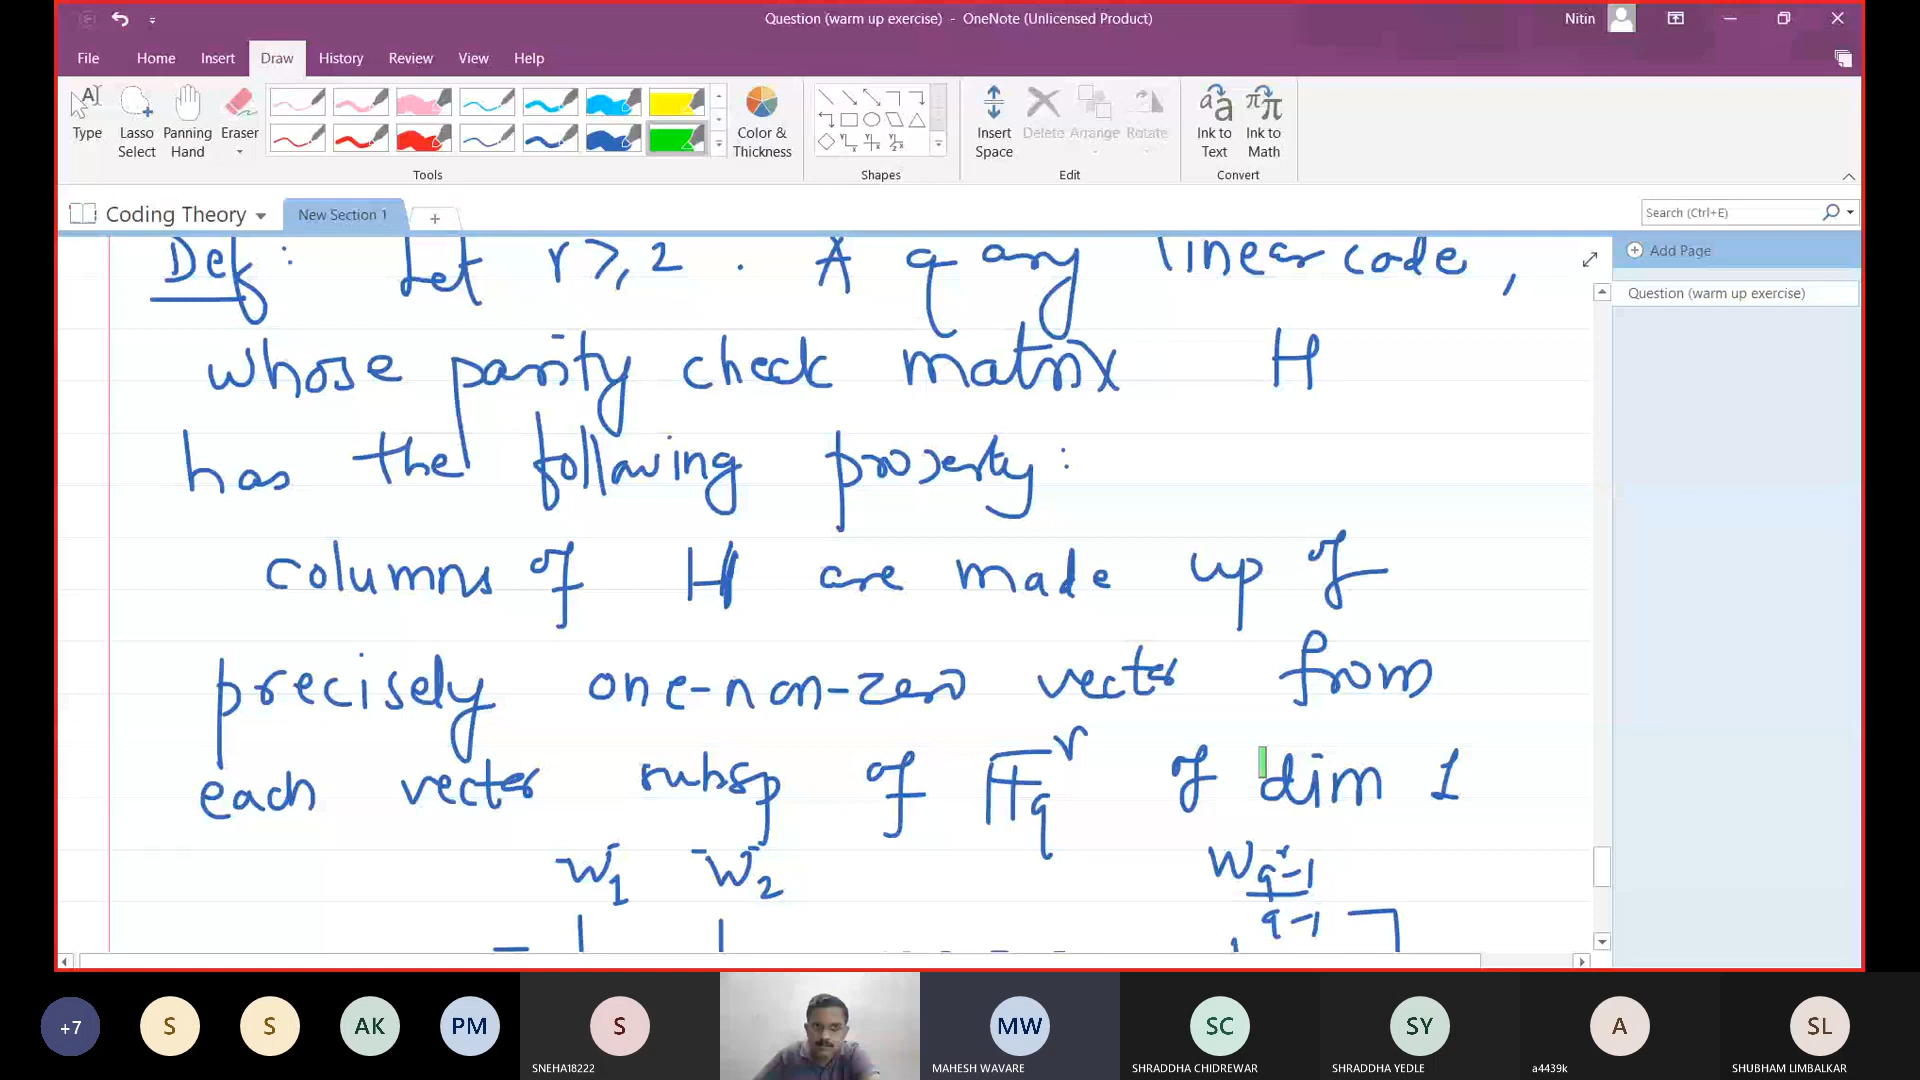 Question (warm up exercise) - OneNote (Unlicensed Product)
Nitin
File Home Insert Draw History Review View Help
Type
Lasso Select
Panning Hand
Eraser
Color & Thickness
Insert Space
Delete
Arrange
Rotate
Ink to Text
Ink to Math
Tools
Shapes
Edit
Convert
Coding Theory
New Section 1
Search (Ctrl+E)
Add Page
Question (warm up exercise)
Def: Let r ≥ 2 . A q ary linear code ,
whose parity check matrix H
has the following property:
columns of H are made up of
precisely one-non-zero vector from
each vector subsp of 𝔽_q^r of dim 1
W_1 W_2 W_{\frac{q^r-1}{q-1}}
+7
S
S
AK
PM
S
SNEHA18222
MW
MAHESH WAVARE
SC
SHRADDHA CHIDREWAR
SY
SHRADDHA YEDLE
A
a4439k
SL
SHUBHAM LIMBALKAR